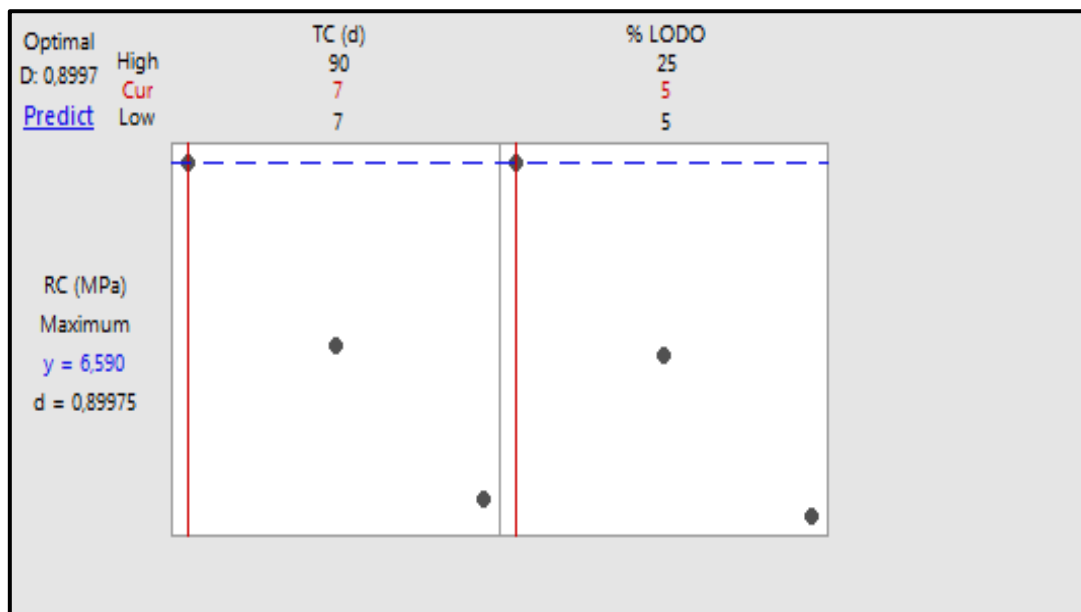 Optimal
D: 0,8997
Predict
High
Cur
Low
TC (d)
90
7
7
% LODO
25
5
5
RC (MPa)
Maximum
y = 6,590
d = 0,89975